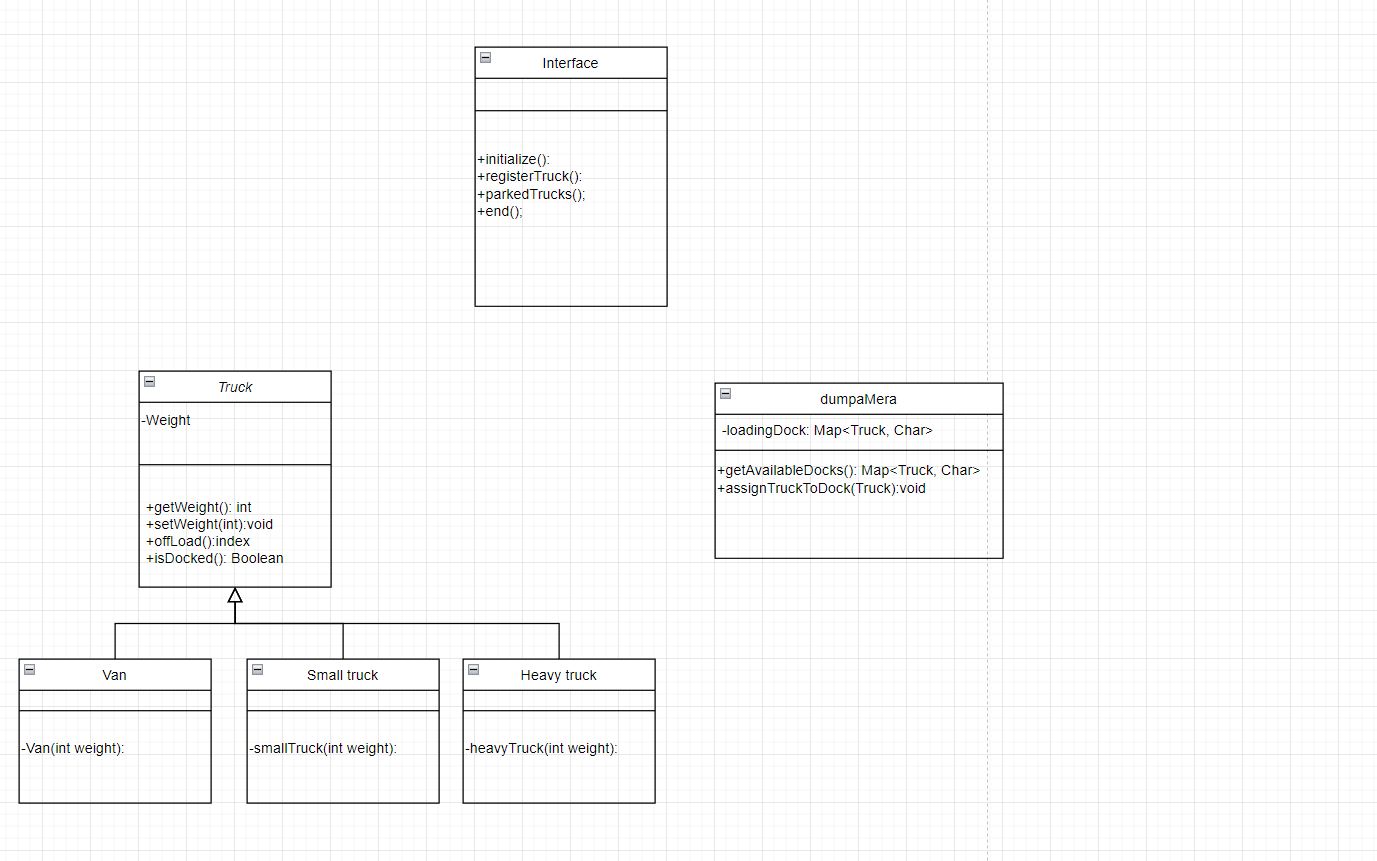 Interface
+initialize():
+registerTruck():
+parkedTrucks();
+end();
Truck
-Weight
+getWeight(): int
+setWeight(int):void
+offLoad():index
+isDocked(): Boolean
dumpaMera
-loadingDock: Map<Truck, Char>
+getAvailableDocks(): Map<Truck, Char>
+assignTruckToDock(Truck):void
Van
-Van(int weight):
Small truck
-smallTruck(int weight):
Heavy truck
-heavyTruck(int weight):